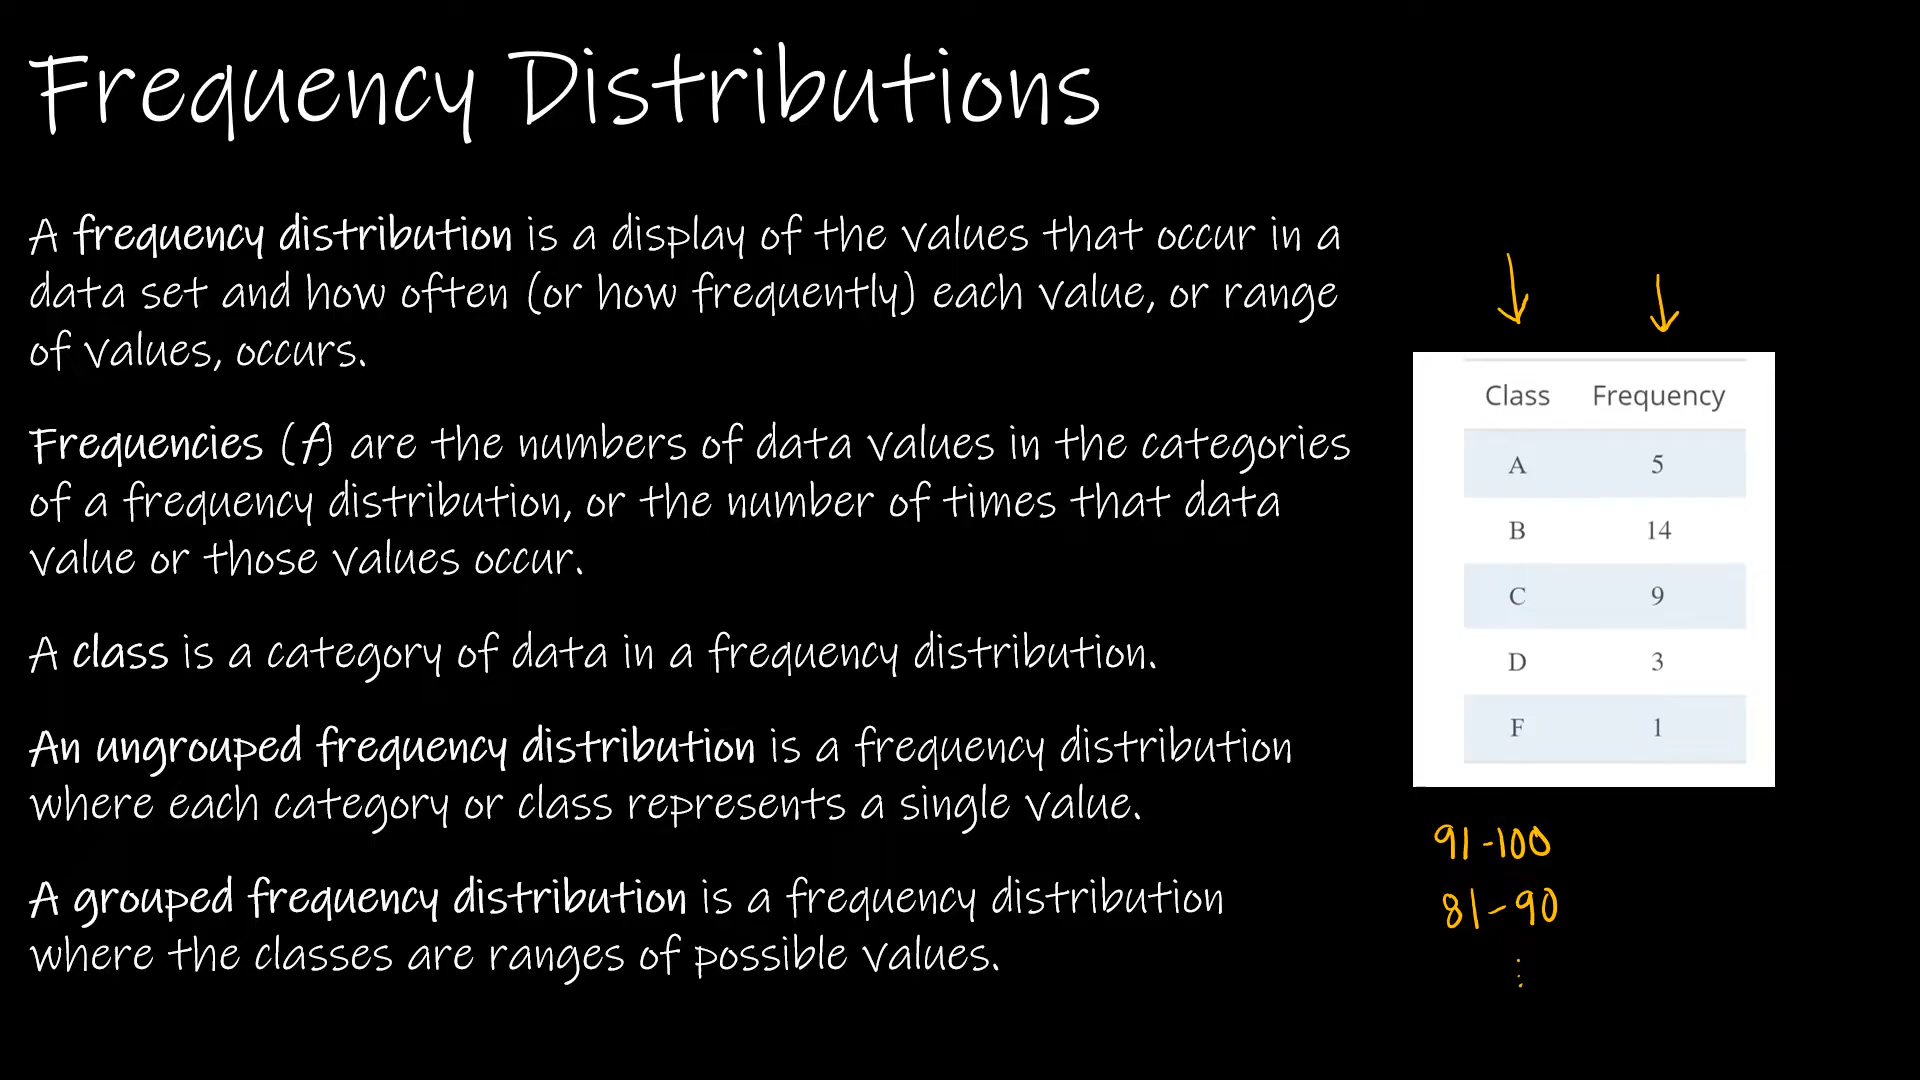 Frequency Distributions
A frequency distribution is a display of the values that occur in a
data set and how often (or how frequently) each value, or range
of values, occurs.
Frequencies (f) are the numbers of data values in the categories
of a frequency distribution, or the number of times that data
value or those values occur.
A class is a category of data in a frequency distribution.
An ungrouped frequency distribution is a frequency distribution
where each category or class represents a single value.
A grouped frequency distribution is a frequency distribution
where the classes are ranges of possible values.
Class Frequency
A 5
B 14
C 9
D 3
F 1
91-100
81-90
⋮